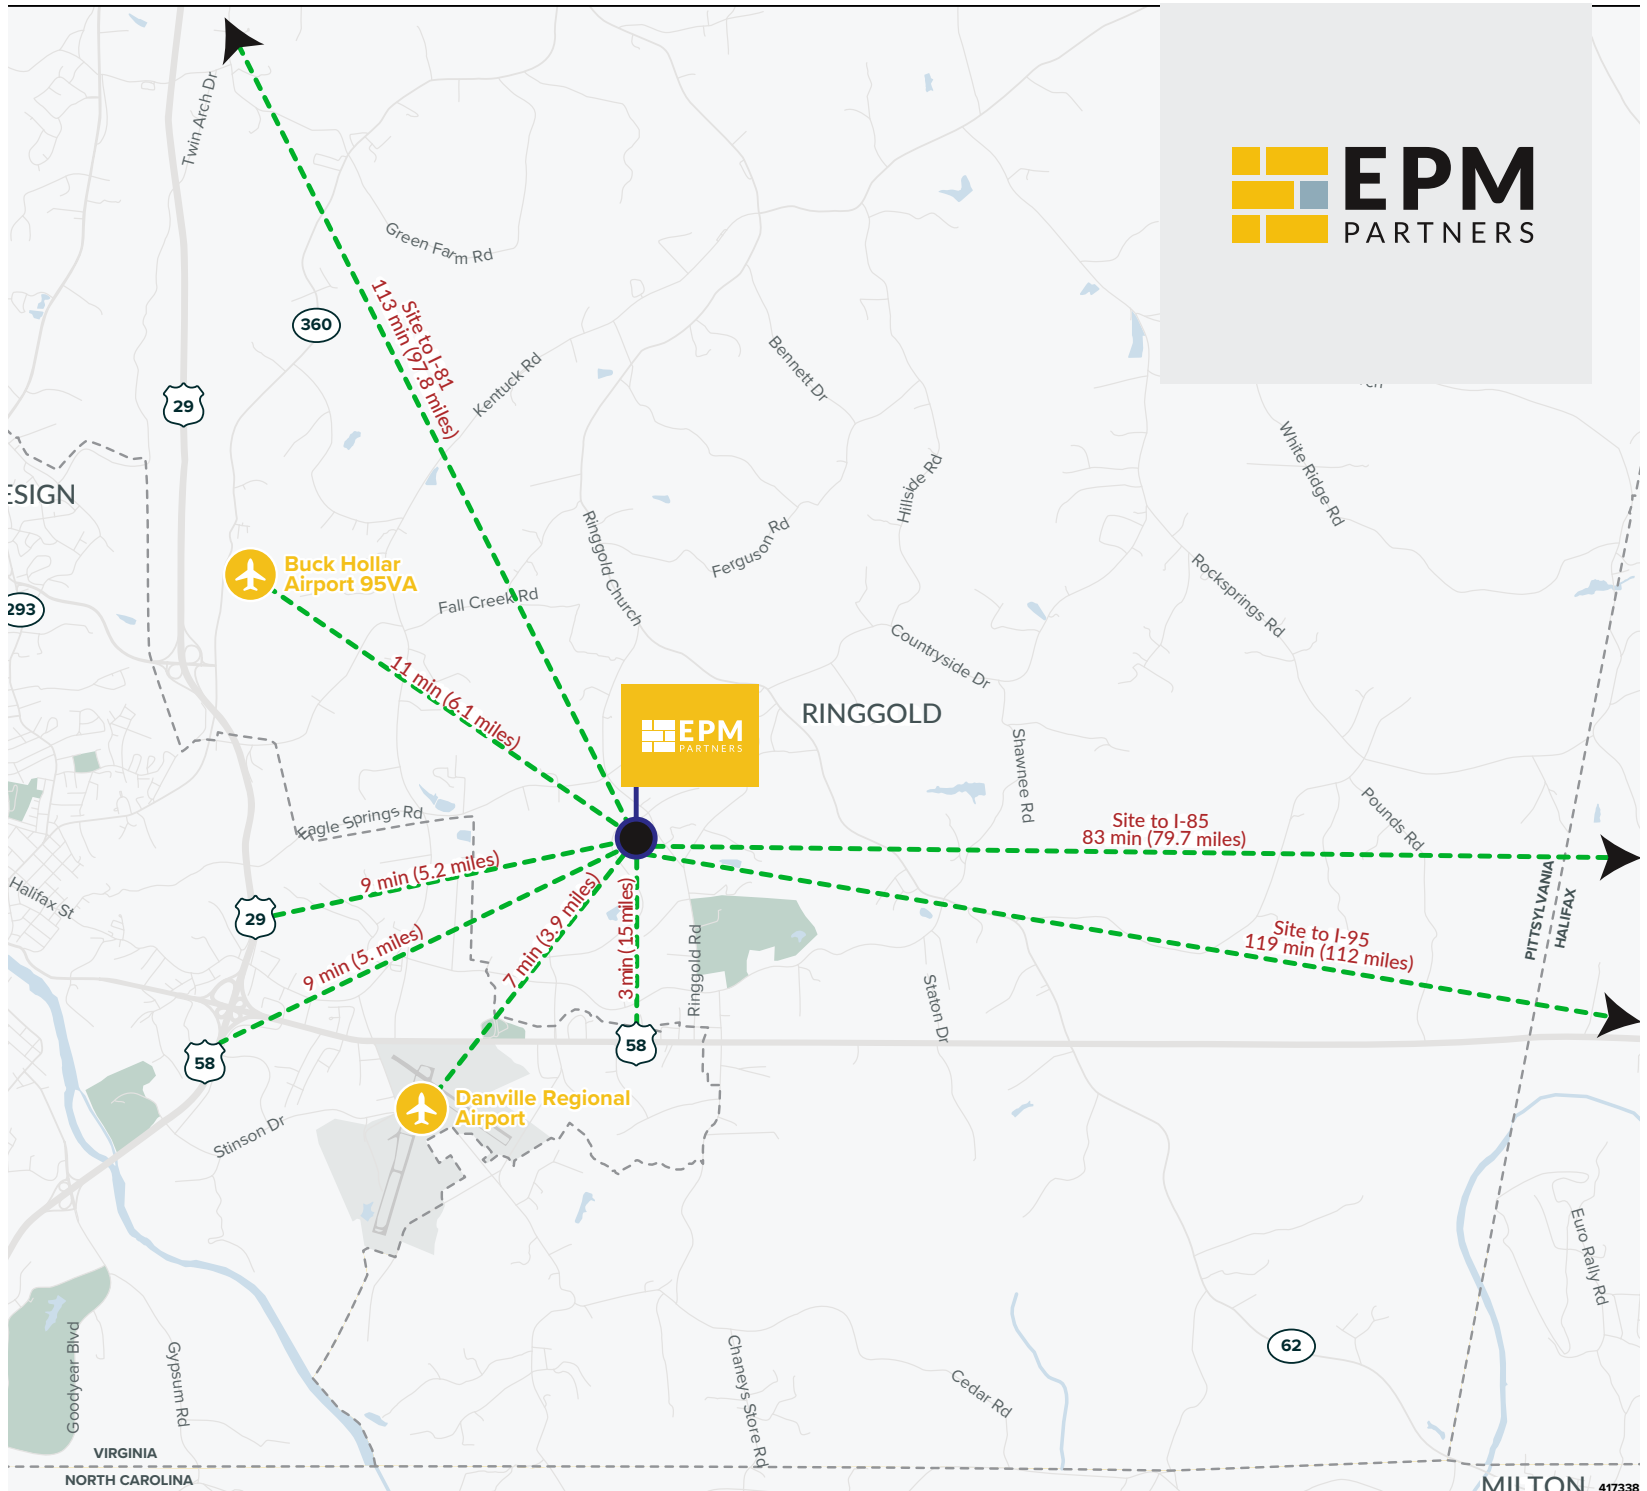 EPM
PARTNERS
Twin Arch Dr
Green Farm Rd
Site to I-81
113 min (97.8 miles)
360
Kentuck Rd
Bennett Dr
29
White Ridge Rd
Hillside Rd
ESIGN
Ringgold Church
Ferguson Rd
Buck Hollar
Airport 95VA
Rocksprings Rd
293
Fall Creek Rd
Countryside Dr
11 min (6.1 miles)
RINGGOLD
EPM
PARTNERS
Shawnee Rd
Pounds Rd
Eagle Springs Rd
Site to I-85
83 min (79.7 miles)
9 min (5.2 miles)
Halifax St
29
7 min (3.9 miles)
3 min (15 miles)
PITTSYLVANIA
HALIFAX
9 min (5. miles)
Ringgold Rd
Site to I-95
119 min (112 miles)
Staton Dr
58
58
Danville Regional
Airport
Stinson Dr
Euro Rally Rd
62
Goodyear Blvd
Gypsum Rd
Chaneys Store Rd
Cedar Rd
VIRGINIA
NORTH CAROLINA
MILTON
417338